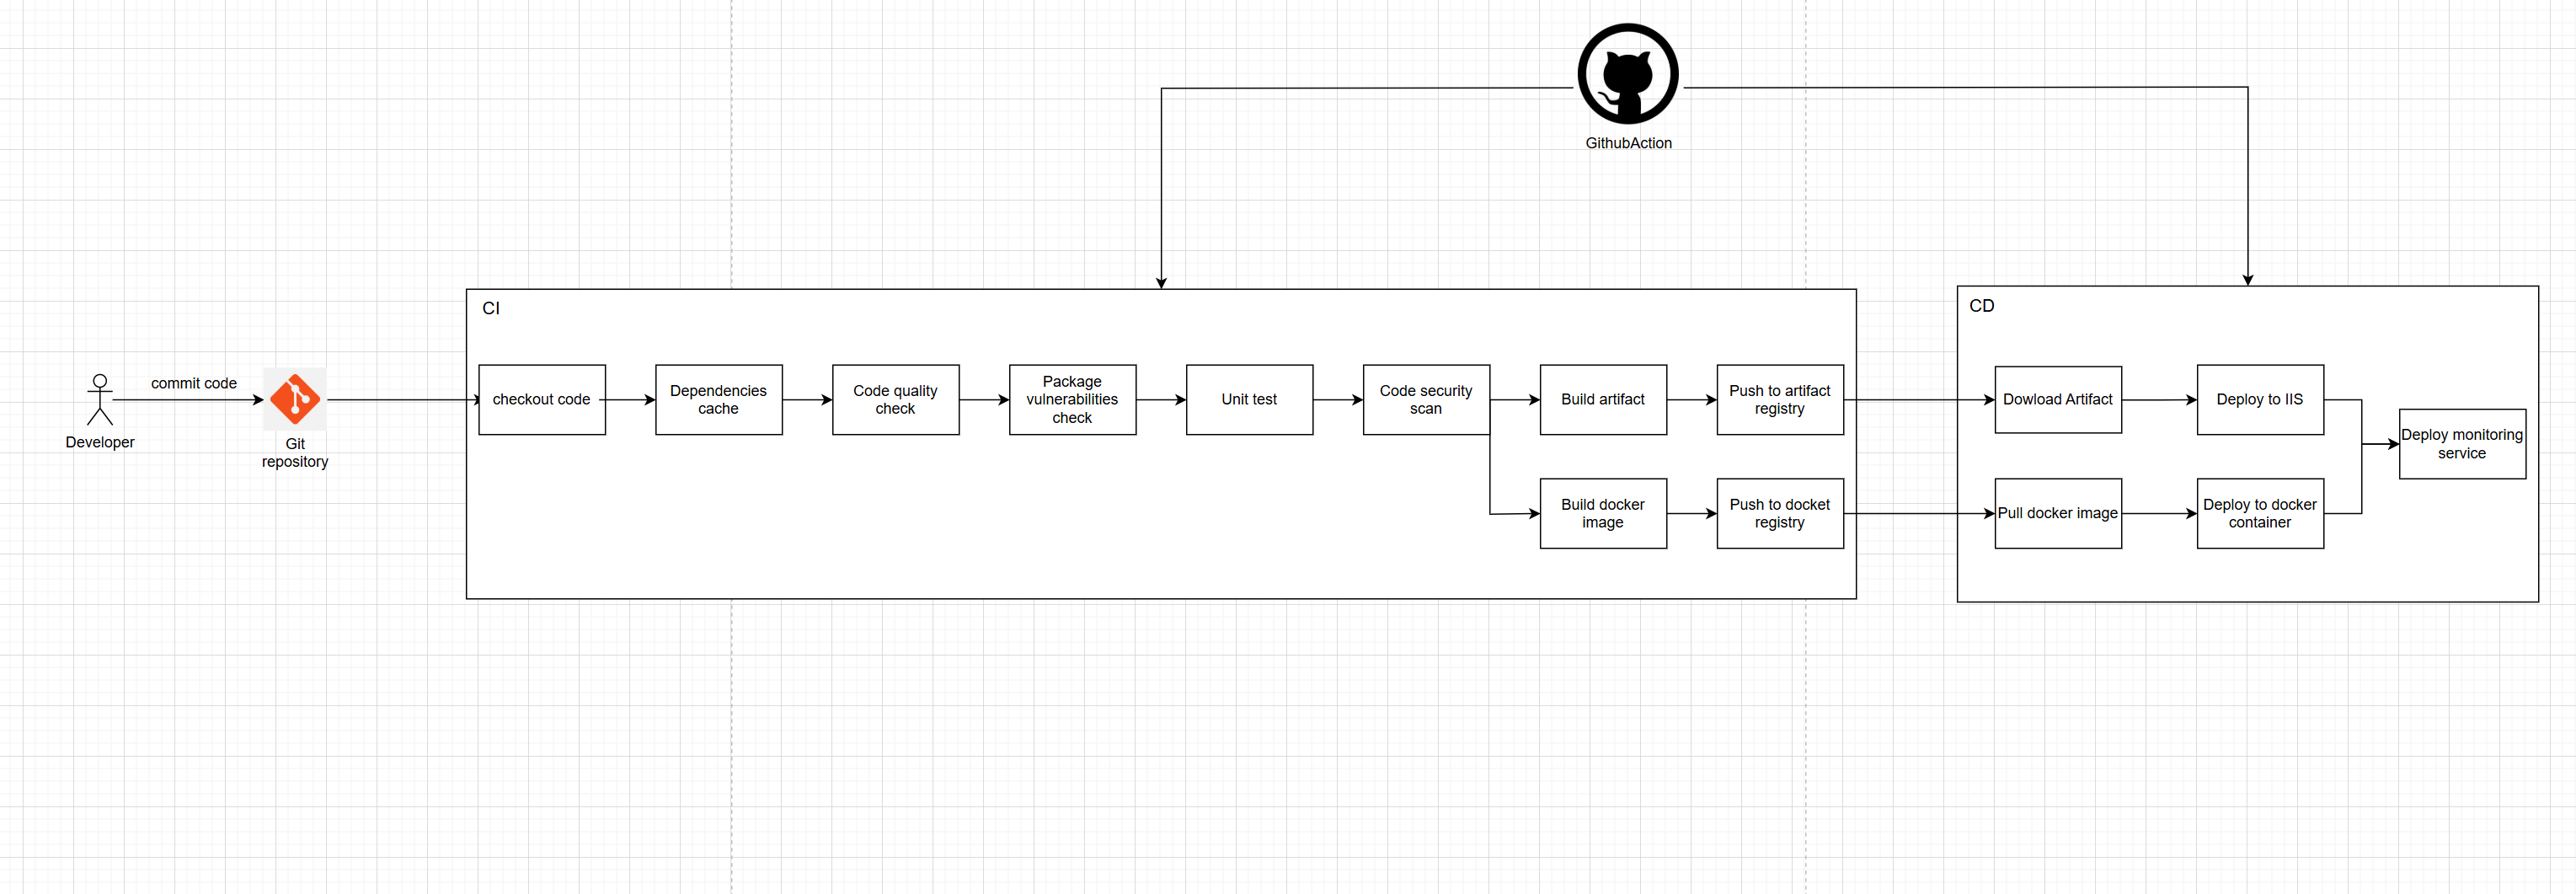 GithubAction
CI
CD
commit code
Developer
Git
repository
checkout code
Dependencies
cache
Code quality
check
Package
vulnerabilities
check
Unit test
Code security
scan
Build artifact
Push to artifact
registry
Build docker
image
Push to docket
registry
Dowload Artifact
Deploy to IIS
Pull docker image
Deploy to docker
container
Deploy monitoring
service